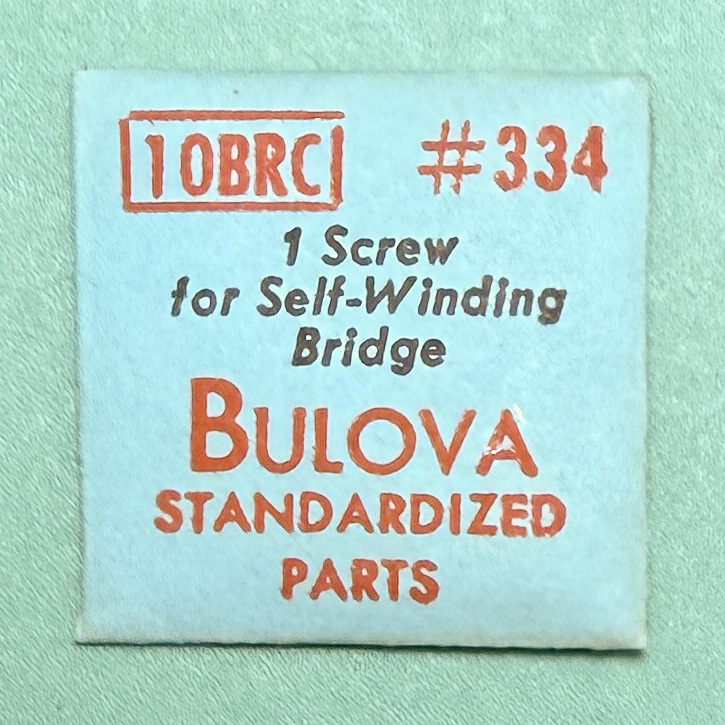 10BRC #334
1 Screw
for Self-Winding
Bridge
BULOVA
STANDARDIZED
PARTS